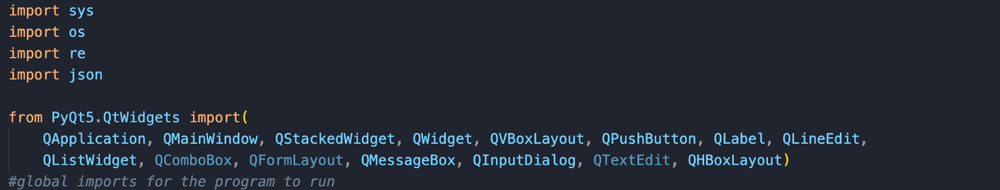 import sys
import os
import re
import json
from PyQt5.QtWidgets import(
QApplication, QMainWindow, QStackedWidget, QWidget, QVBoxLayout, QPushButton, QLabel, QLineEdit,
QListWidget, QComboBox, QFormLayout, QMessageBox, QInputDialog, QTextEdit, QHBoxLayout)
#global imports for the program to run